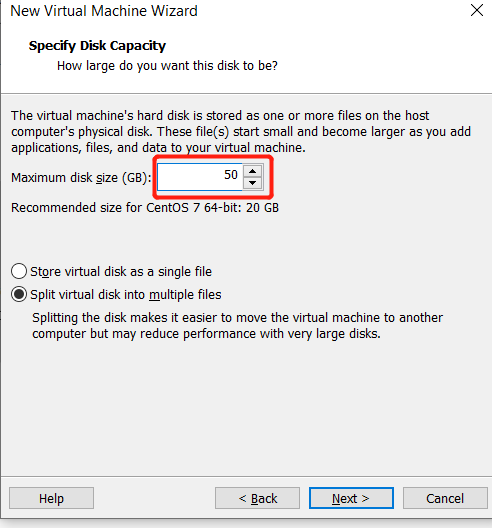 New Virtual Machine Wizard
Specify Disk Capacity
How large do you want this disk to be?
The virtual machine's hard disk is stored as one or more files on the host
computer's physical disk. These file(s) start small and become larger as you add
applications, files, and data to your virtual machine.
Maximum disk size (GB): 50
Recommended size for CentOS 7 64-bit: 20 GB
Store virtual disk as a single file
Split virtual disk into multiple files
Splitting the disk makes it easier to move the virtual machine to another
computer but may reduce performance with very large disks.
Help < Back Next > Cancel